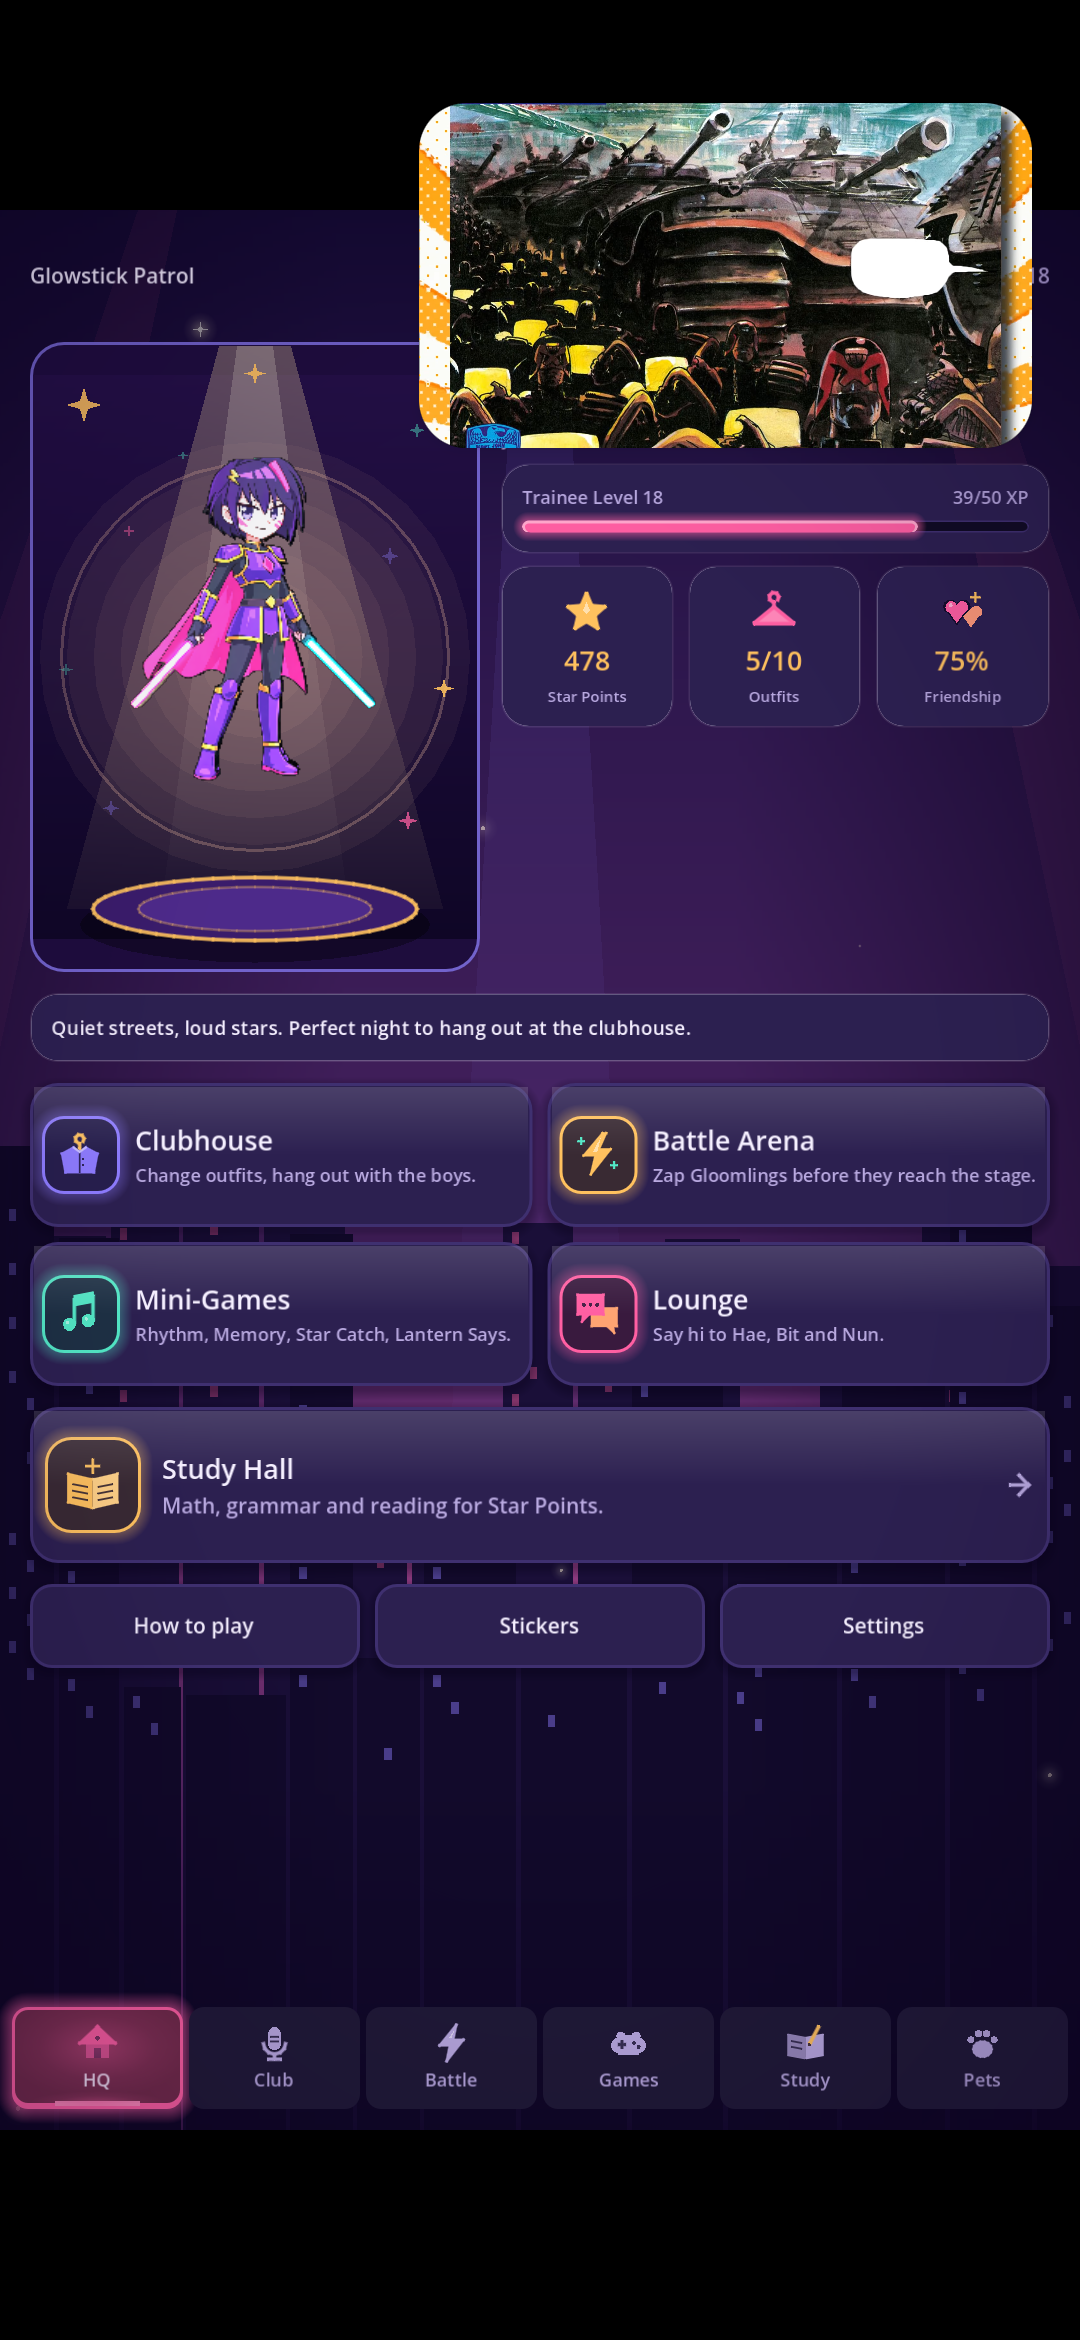 Glowstick Patrol
18
Trainee Level 18
39/50 XP
478
Star Points
5/10
Outfits
75%
Friendship
Quiet streets, loud stars. Perfect night to hang out at the clubhouse.
Clubhouse
Change outfits, hang out with the boys.
Battle Arena
Zap Gloomlings before they reach the stage.
Mini-Games
Rhythm, Memory, Star Catch, Lantern Says.
Lounge
Say hi to Hae, Bit and Nun.
Study Hall
Math, grammar and reading for Star Points.
How to play
Stickers
Settings
HQ
Club
Battle
Games
Study
Pets